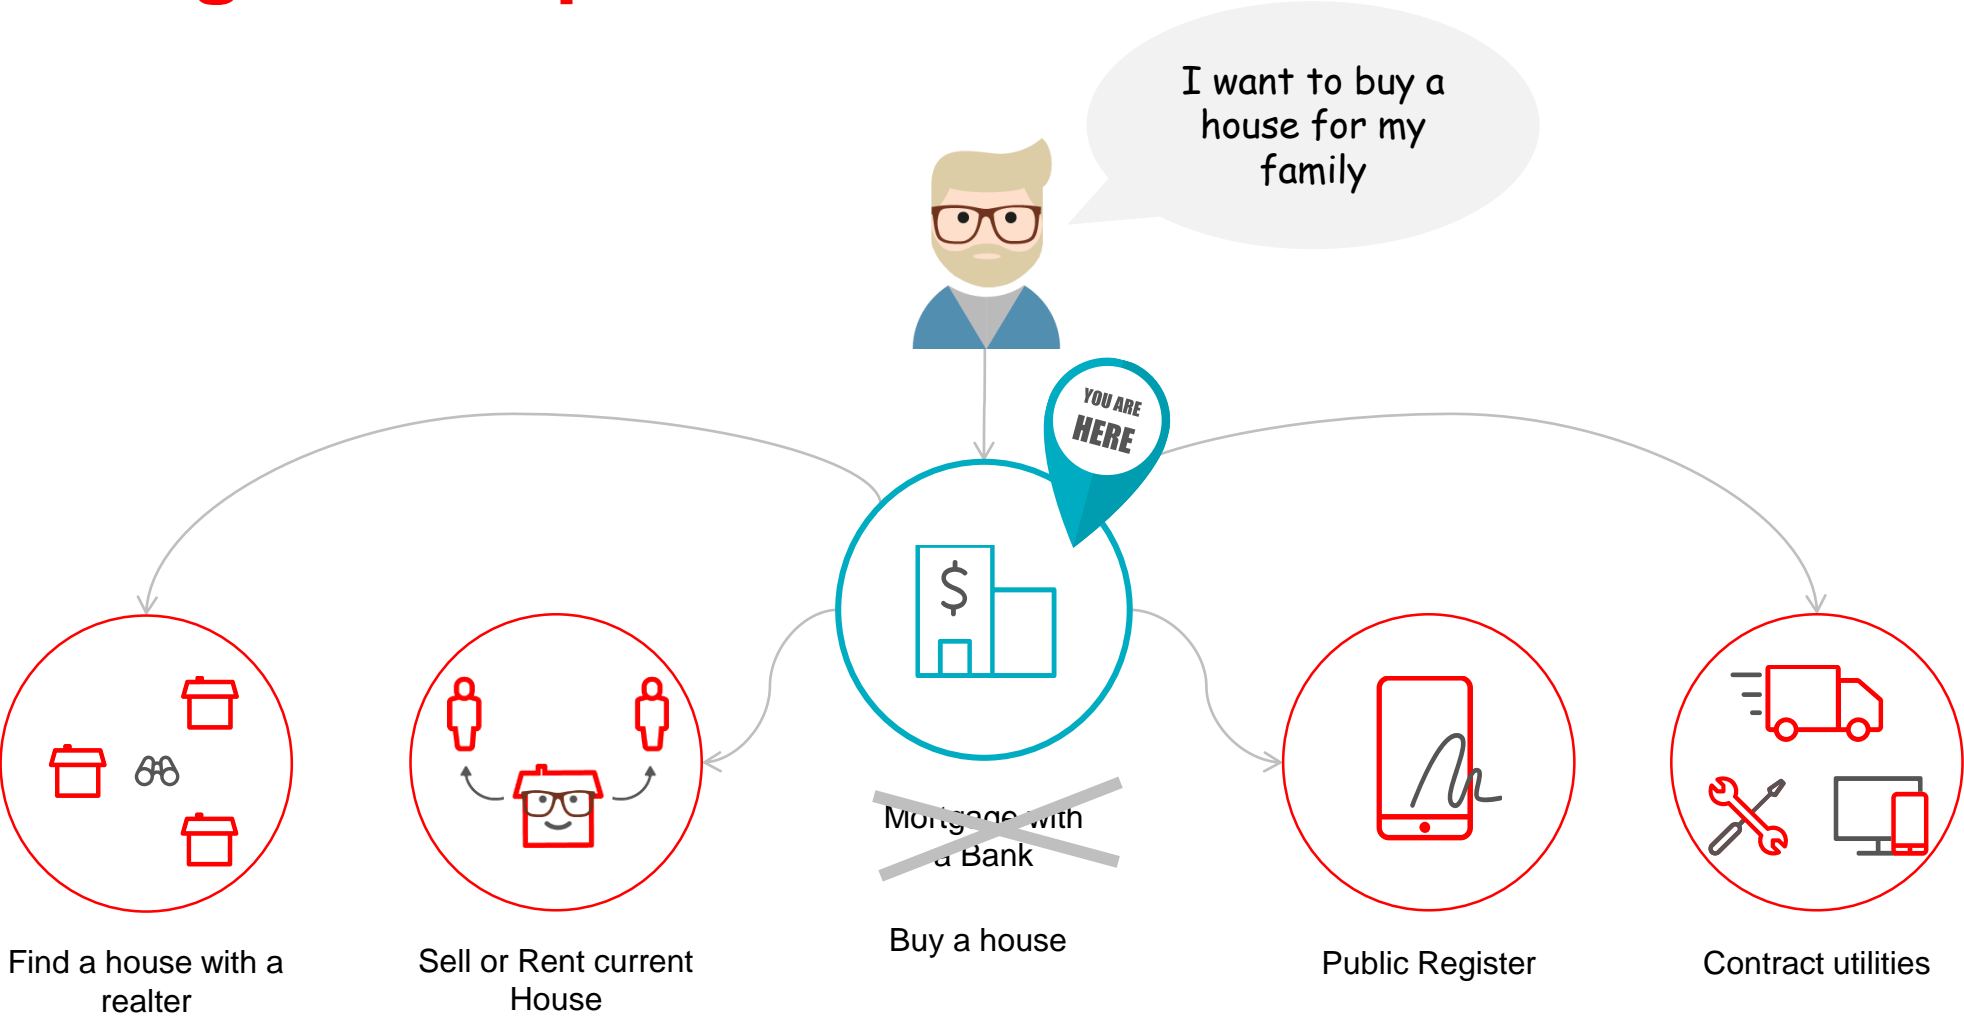 I want to buy a
house for my
family
YOU ARE
HERE
$
Mortgage with
a Bank
Buy a house
Find a house with a
realter
Sell or Rent current
House
Public Register
Contract utilities